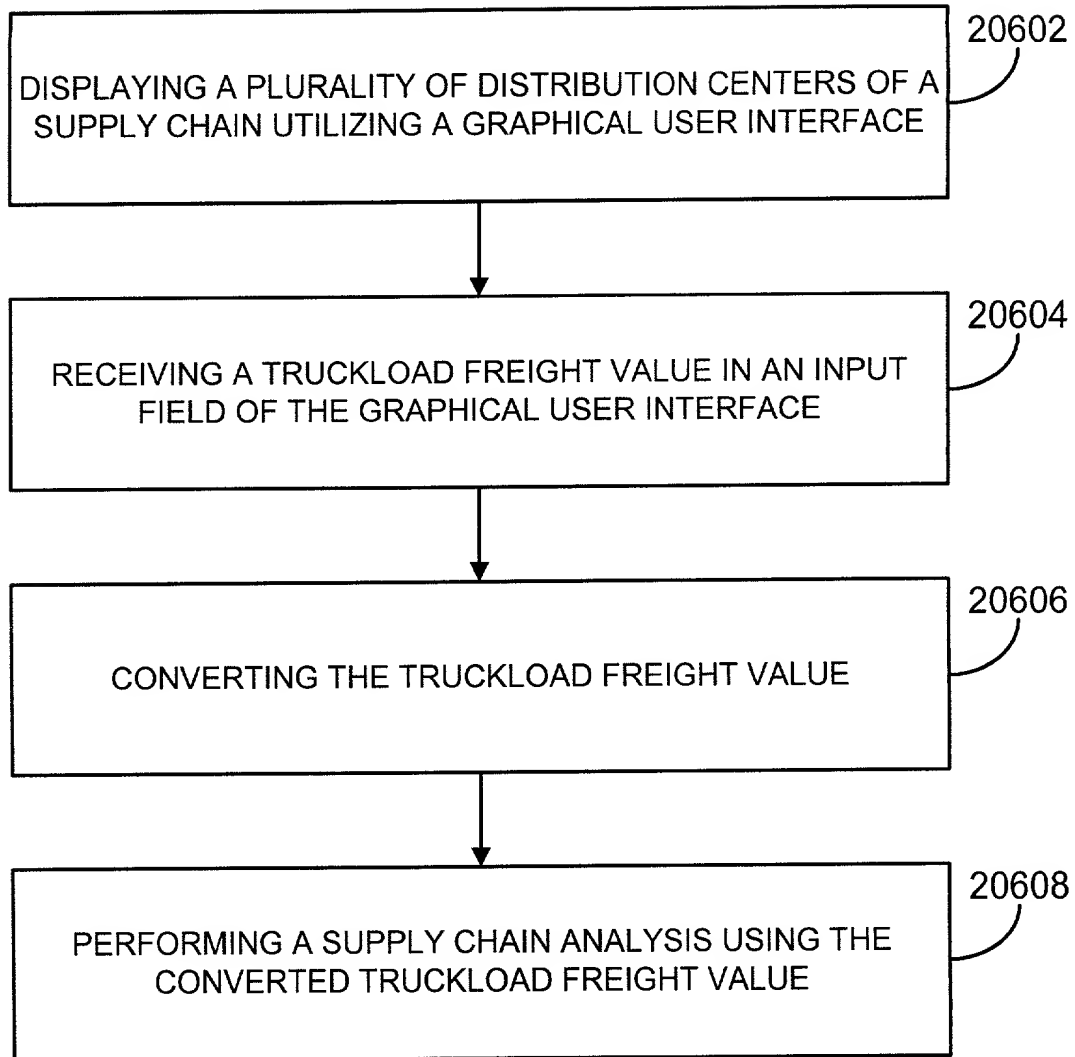 20602
DISPLAYING A PLURALITY OF DISTRIBUTION CENTERS OF A
SUPPLY CHAIN UTILIZING A GRAPHICAL USER INTERFACE
20604
RECEIVING A TRUCKLOAD FREIGHT VALUE IN AN INPUT
FIELD OF THE GRAPHICAL USER INTERFACE
20606
CONVERTING THE TRUCKLOAD FREIGHT VALUE
20608
PERFORMING A SUPPLY CHAIN ANALYSIS USING THE
CONVERTED TRUCKLOAD FREIGHT VALUE